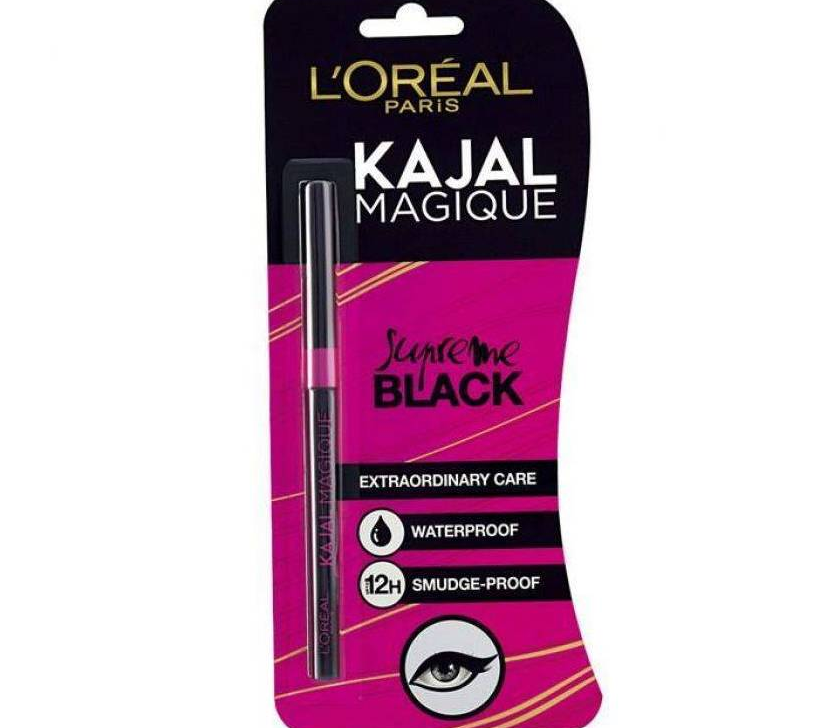 L'ORÉAL
PARiS
KAJAL
MAGIQUE
Supreme
BLACK
EXTRAORDINARY CARE
WATERPROOF
12H SMUDGE-PROOF
L'ORÉAL KAJAL MAGIQUE